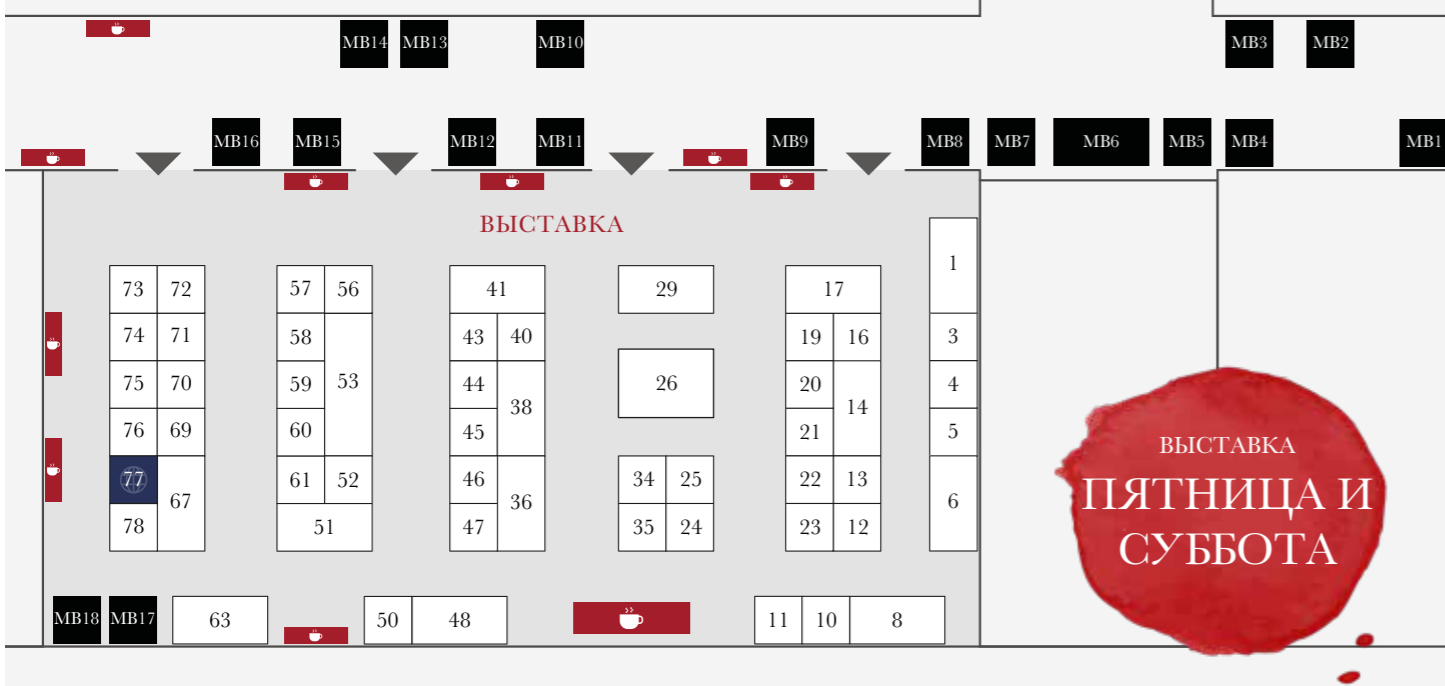 MB14 MB13 MB10 MB3 MB2
MB16 MB15 MB12 MB11 MB9 MB8 MB7 MB6 MB5 MB4 MB1
ВЫСТАВКА
1
73 72 57 56 41 29 17
74 71 58 43 40 19 16 3
75 70 59 53 44 26 20 4
38 14
76 69 60 45 21 5
77 61 52 46 34 25 22 13
67 36 6
78 51 47 35 24 23 12
MB18 MB17 63 50 48 11 10 8
ВЫСТАВКА
ПЯТНИЦА И
СУББОТА